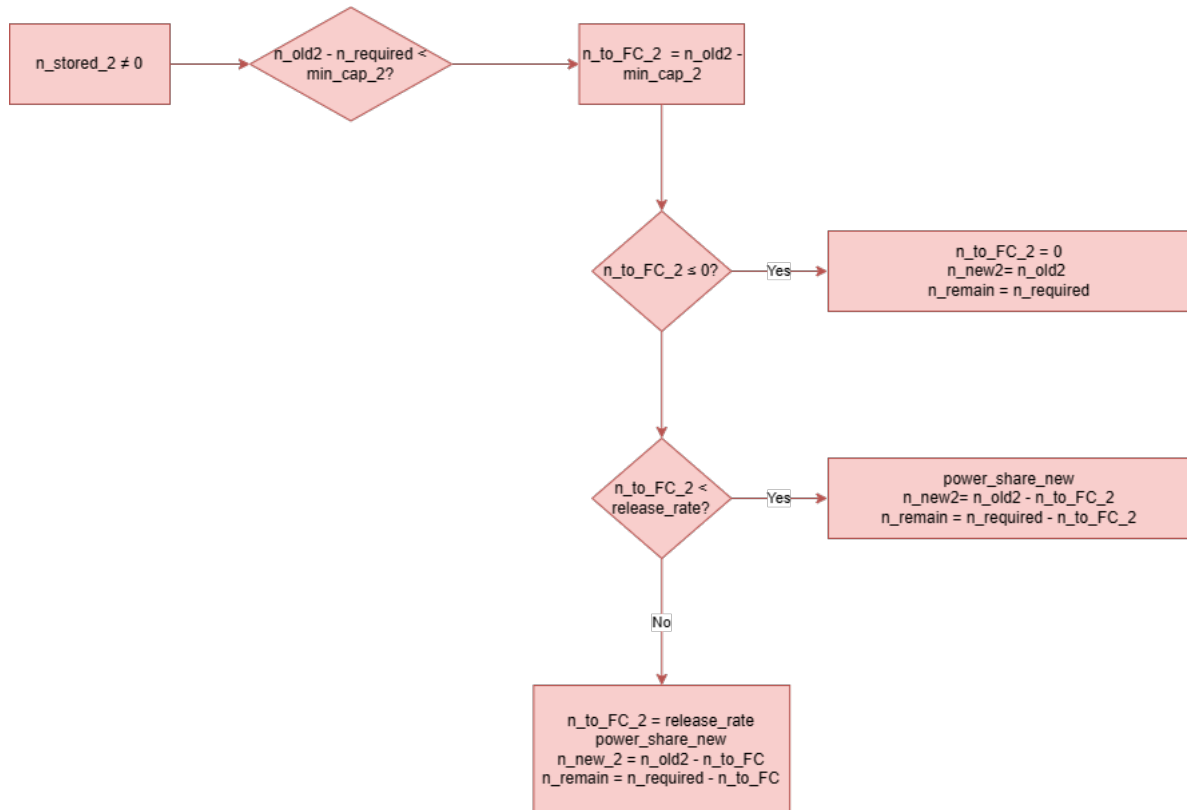 n_stored_2 ≠ 0
n_old2 - n_required <
min_cap_2?
n_to_FC_2 = n_old2 -
min_cap_2
n_to_FC_2 ≤ 0?
Yes
n_to_FC_2 = 0
n_new2= n_old2
n_remain = n_required
n_to_FC_2 <
release_rate?
Yes
power_share_new
n_new2= n_old2 - n_to_FC_2
n_remain = n_required - n_to_FC_2
No
n_to_FC_2 = release_rate
power_share_new
n_new_2 = n_old2 - n_to_FC
n_remain = n_required - n_to_FC